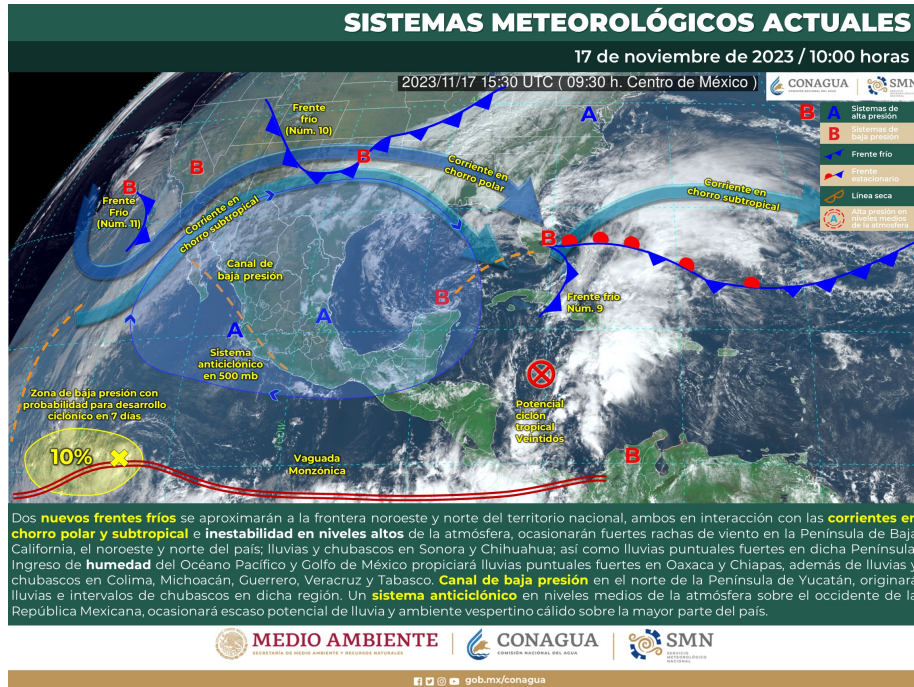 SISTEMAS METEOROLÓGICOS ACTUALES
17 de noviembre de 2023 / 10:00 horas
2023/11/17 15:30 UTC ( 09:30 h. Centro de México )
CONAGUA
COMISIÓN NACIONAL DEL AGUA
SMN
B
A
Sistemas de
alta presión
B
Sistemas de
baja presión
Frente frío
Frente
estacionario
Línea seca
A
Alta presión en
niveles medios
de la atmosfera
Frente
frío
(Núm. 10)
A
B
B
B
Frente
Frío
(Núm. 11)
Corriente en
chorro polar
Corriente en
chorro subtropical
Corriente en
chorro subtropical
B
Canal de
baja presión
B
Frente frío
Núm. 9
A
A
Sistema
anticiclónico
en 500 mb
Zona de baja presión con
probabilidad para desarrollo
ciclónico en 7 días
Potencial
ciclón
tropical
Veintidós
10%
Vaguada
Monzónica
B
Dos nuevos frentes fríos se aproximarán a la frontera noroeste y norte del territorio nacional, ambos en interacción con las corrientes en
chorro polar y subtropical e inestabilidad en niveles altos de la atmósfera, ocasionarán fuertes rachas de viento en la Península de Baja
California, el noroeste y norte del país; lluvias y chubascos en Sonora y Chihuahua; así como lluvias puntuales fuertes en dicha Península.
Ingreso de humedad del Océano Pacífico y Golfo de México propiciará lluvias puntuales fuertes en Oaxaca y Chiapas, además de lluvias y
chubascos en Colima, Michoacán, Guerrero, Veracruz y Tabasco. Canal de baja presión en el norte de la Península de Yucatán, originará
lluvias e intervalos de chubascos en dicha región. Un sistema anticiclónico en niveles medios de la atmósfera sobre el occidente de la
República Mexicana, ocasionará escaso potencial de lluvia y ambiente vespertino cálido sobre la mayor parte del país.
MEDIO AMBIENTE
SECRETARÍA DE MEDIO AMBIENTE Y RECURSOS NATURALES
CONAGUA
COMISIÓN NACIONAL DEL AGUA
SMN
SERVICIO
METEOROLÓGICO
NACIONAL
gob.mx/conagua